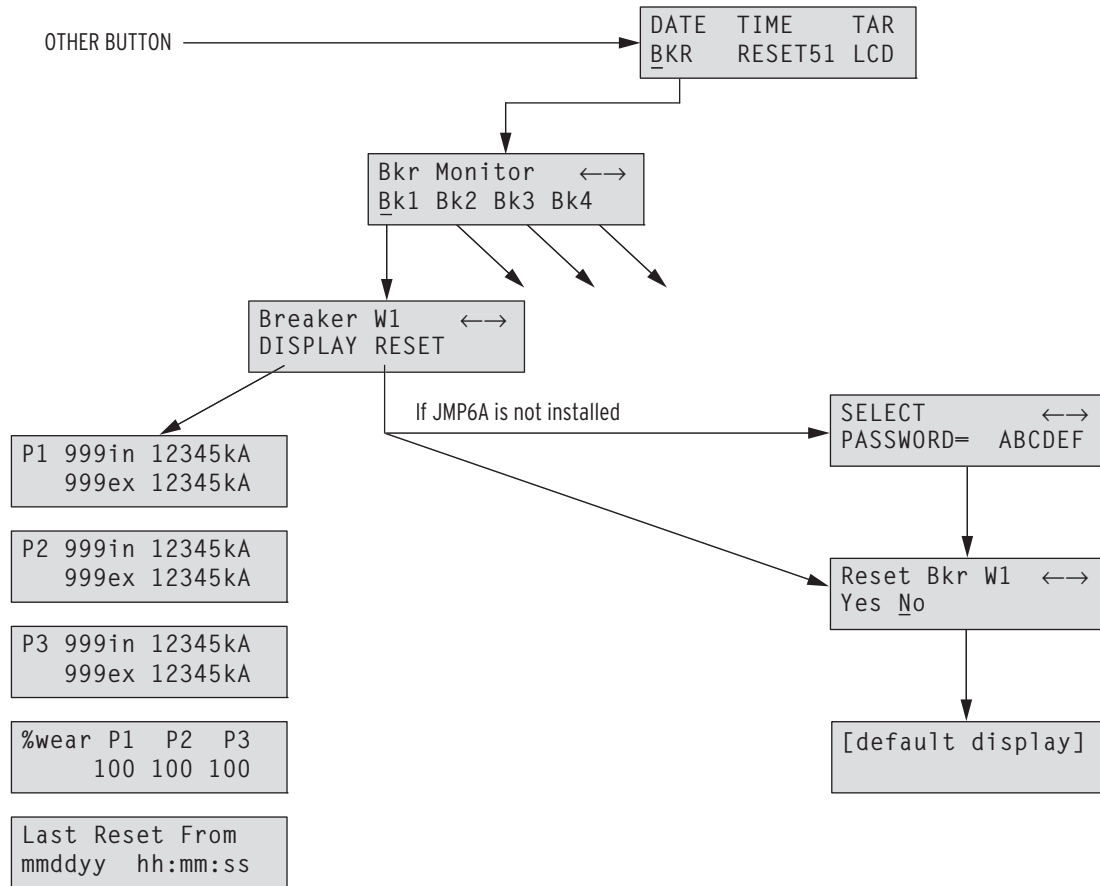 OTHER BUTTON
DATE TIME TAR
BKR RESET51 LCD
Bkr Monitor ←→
Bk1 Bk2 Bk3 Bk4
Breaker W1 ←→
DISPLAY RESET
If JMP6A is not installed
SELECT ←→
PASSWORD= ABCDEF
P1 999in 12345kA
999ex 12345kA
P2 999in 12345kA
999ex 12345kA
Reset Bkr W1 ←→
Yes No
P3 999in 12345kA
999ex 12345kA
%wear P1 P2 P3
100 100 100
[default display]
Last Reset From
mmddyy hh:mm:ss